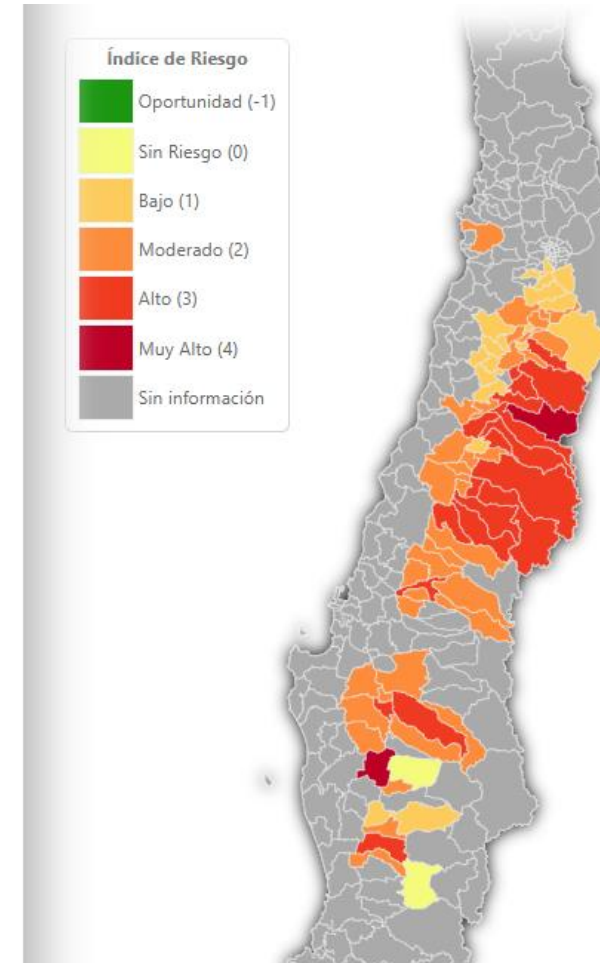 Índice de Riesgo
Oportunidad (-1)
Sin Riesgo (0)
Bajo (1)
Moderado (2)
Alto (3)
Muy Alto (4)
Sin información